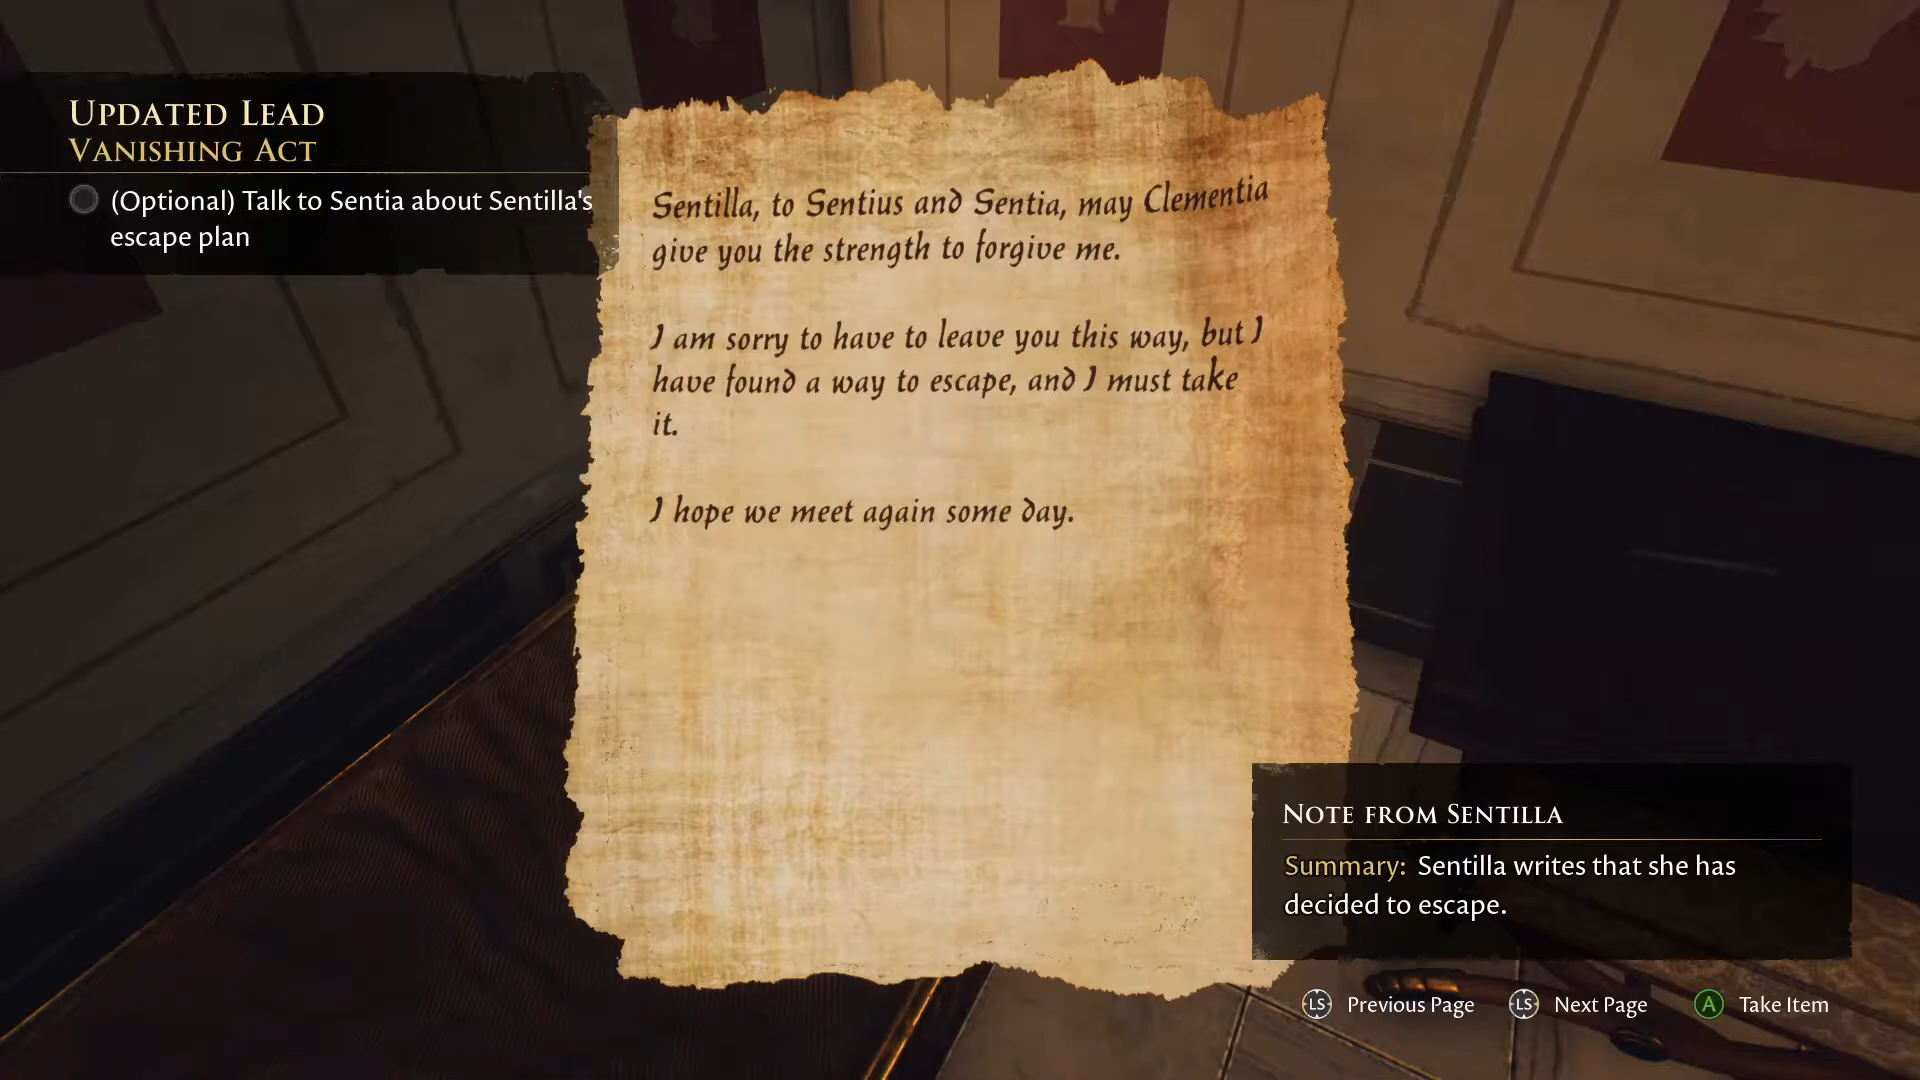 UPDATED LEAD
VANISHING ACT
(Optional) Talk to Sentia about Sentilla's
escape plan
Sentilla, to Sentius and Sentia, may Clementia
give you the strength to forgive me.
I am sorry to have to leave you this way, but I
have found a way to escape, and I must take
it.
I hope we meet again some day.
NOTE FROM SENTILLA
Summary: Sentilla writes that she has
decided to escape.
LS Previous Page LS Next Page A Take Item